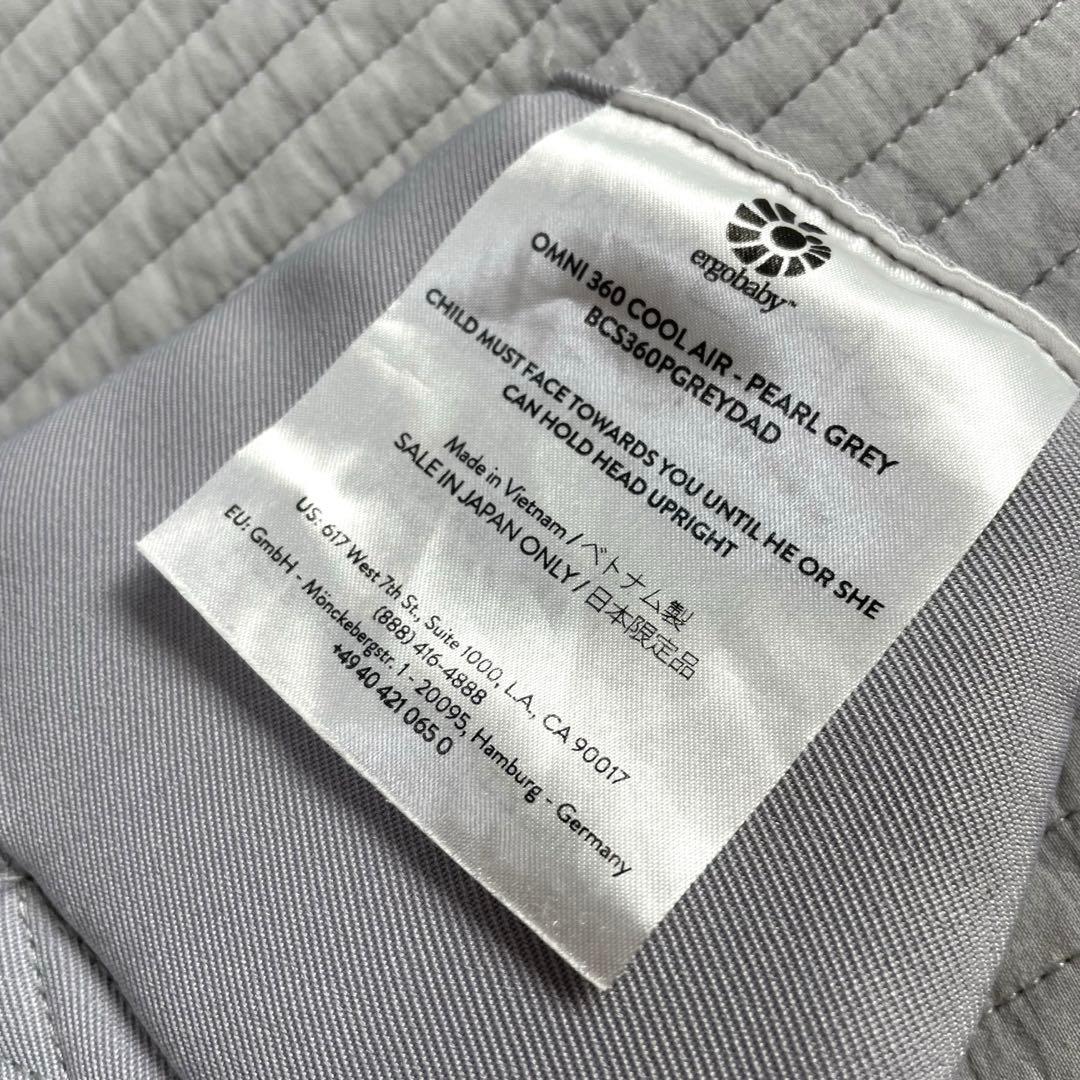 ergobaby™
OMNI 360 COOL AIR - PEARL GREY
BCS360PGREYDAD
CHILD MUST FACE TOWARDS YOU UNTIL HE OR SHE
CAN HOLD HEAD UPRIGHT
Made in Vietnam / ベトナム製
SALE IN JAPAN ONLY / 日本限定品
US: 617 West 7th St., Suite 1000, L.A., CA 90017
(888) 416-4888
EU: GmbH - Mönckebergstr. 1 - 20095, Hamburg - Germany
+49 40 421 065 0